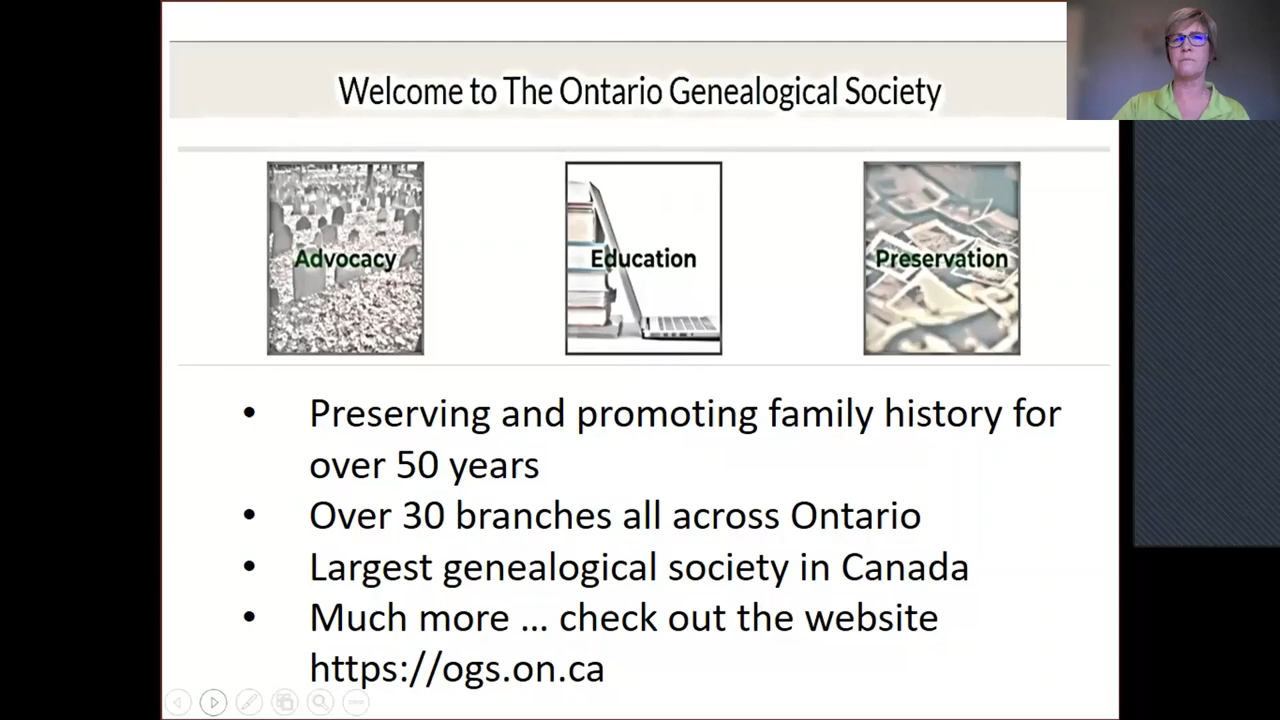 Welcome to The Ontario Genealogical Society
Advocacy
Education
Preservation
• Preserving and promoting family history for
over 50 years
• Over 30 branches all across Ontario
• Largest genealogical society in Canada
• Much more ... check out the website
https://ogs.on.ca